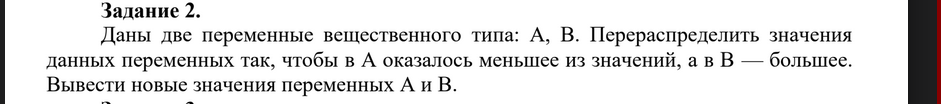 Задание 2.
Даны две переменные вещественного типа: А, В. Перераспределить значения
данных переменных так, чтобы в А оказалось меньшее из значений, а в В — большее.
Вывести новые значения переменных А и В.